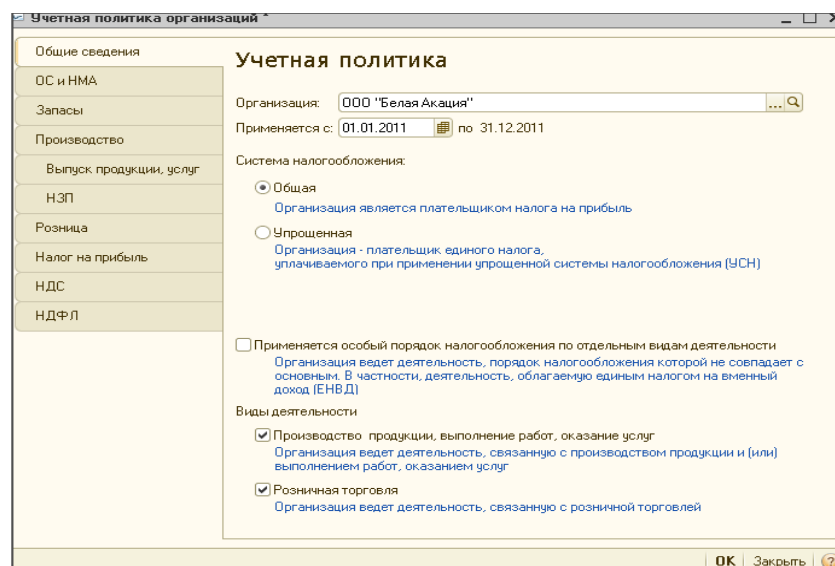 Учетная политика организаций *
Общие сведения
ОС и НМА
Запасы
Производство
Выпуск продукции, услуг
НЗП
Розница
Налог на прибыль
НДС
НДФЛ
Учетная политика
Организация: ООО "Белая Акация" ...
Применяется с: 01.01.2011 по 31.12.2011
Система налогообложения:
Общая
Организация является плательщиком налога на прибыль
Упрощенная
Организация - плательщик единого налога,
уплачиваемого при применении упрощенной системы налогообложения (УСН)
Применяется особый порядок налогообложения по отдельным видам деятельности
Организация ведет деятельность, порядок налогообложения которой не совпадает с
основным. В частности, деятельность, облагаемую единым налогом на вменный
доход (ЕНВД)
Виды деятельности
Производство продукции, выполнение работ, оказание услуг
Организация ведет деятельность, связанную с производством продукции и (или)
выполнением работ, оказанием услуг
Розничная торговля
Организация ведет деятельность, связанную с розничной торговлей
OK Закрыть ?